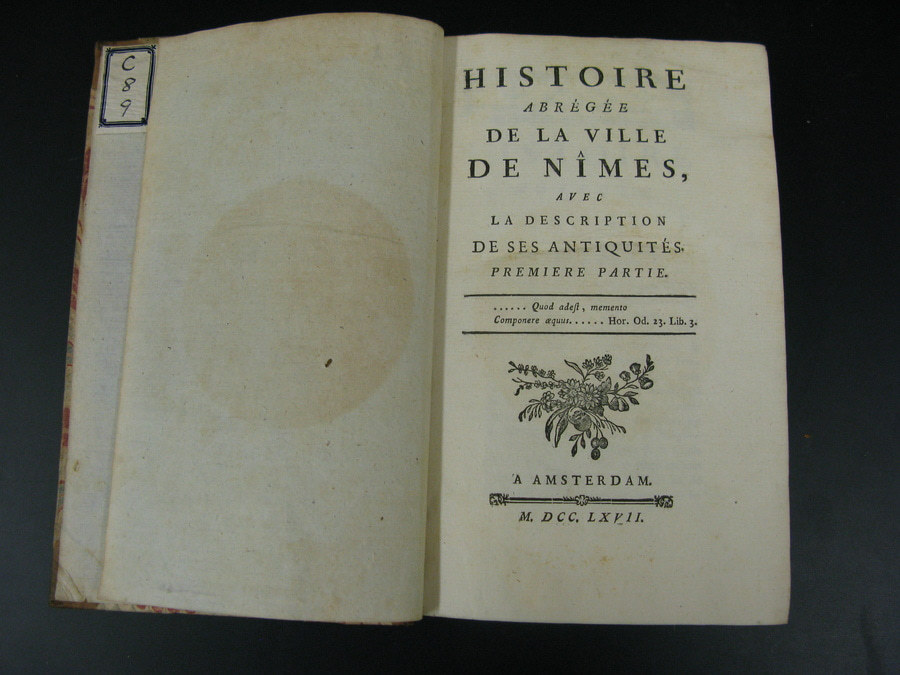 C
8
9
HISTOIRE
ABRÉGÉE
DE LA VILLE
DE NÎMES,
AVEC
LA DESCRIPTION
DE SES ANTIQUITÉS.
PREMIERE PARTIE.
...... Quod adeſt, memento
Componere æquus...... Hor. Od. 23. Lib. 3.
A AMSTERDAM.
M. DCC. LXVII.